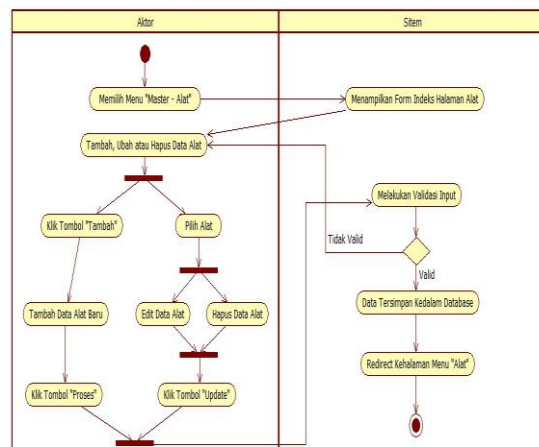 Aktor
Sitem
Memilih Menu "Master - Alat"
Menampilkan Form Indeks Halaman Alat
Tambah, Ubah atau Hapus Data Alat
Melakukan Validasi Input
Klik Tombol "Tambah"
Pilih Alat
Tidak Valid
Valid
Tambah Data Alat Baru
Edit Data Alat
Hapus Data Alat
Data Tersimpan Kedalam Database
Redirect Kehalaman Menu "Alat"
Klik Tombol "Proses"
Klik Tombol "Update"